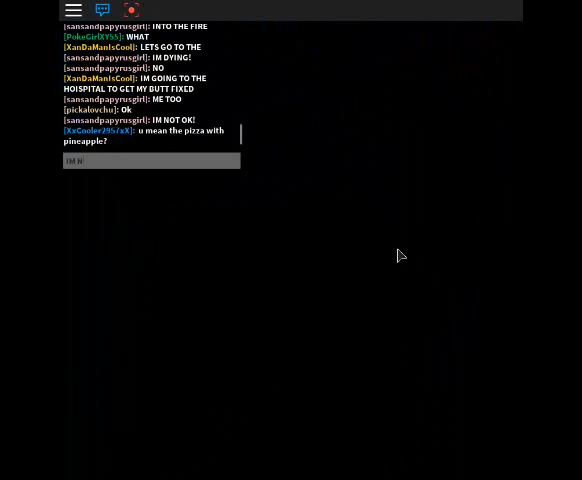 [sansandpapyrusgirl]: INTO THE FIRE
[PokeGirlXY55]: WHAT
[XanDaManIsCool]: LETS GO TO THE
[sansandpapyrusgirl]: IM DYING!
[sansandpapyrusgirl]: NO
[XanDaManIsCool]: IM GOING TO THE
HOISPITAL TO GET MY BUTT FIXED
[sansandpapyrusgirl]: ME TOO
[pickalovchu]: Ok
[sansandpapyrusgirl]: IM NOT OK!
[XxCooler2957xX]: u mean the pizza with
pineapple?
IM N